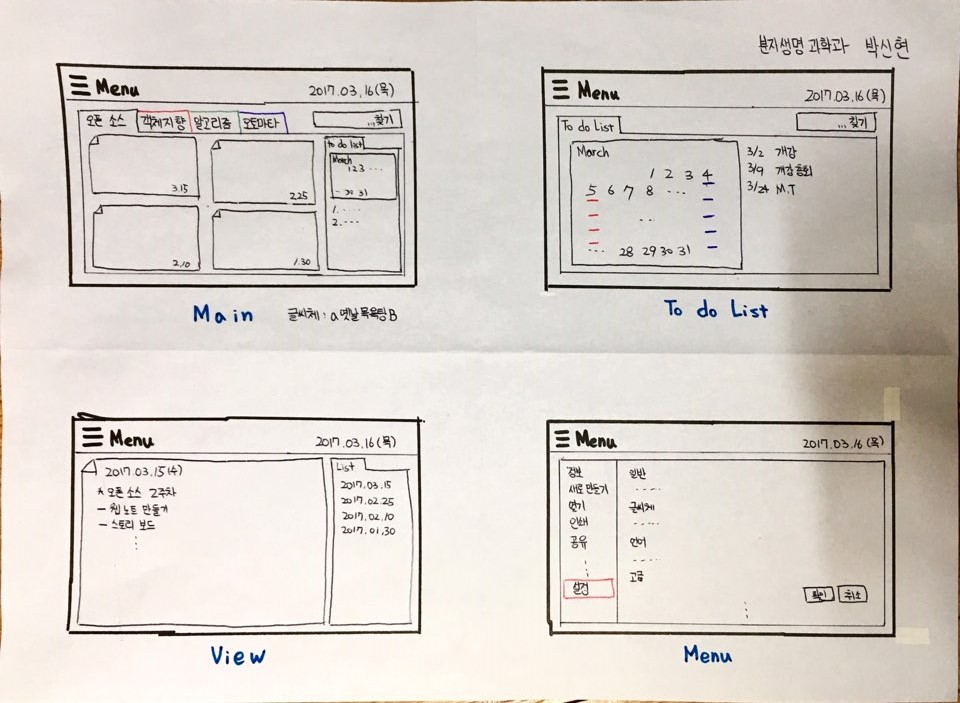 분자생명 과학과 박신현
Menu 2017.03.16(목)
오픈 소스 객체지향 알고리즘 오토마타 ...찾기
3.15
2.25
2.10
1.30
to do list
March
1 2 3 ...
- 30 31
1. ----
2. ---
Main 글씨체 : a옛날목욕탕B
Menu 2017.03.16(목)
To do List ...찾기
March
1 2 3 4
5 6 7 8 ...
...
... 28 29 30 31
3/2 개강
3/9 개강총회
3/24 M.T
To do List
Menu 2017.03.16(목)
2017.03.15(수)
* 오픈 소스 2주차
- 웹 노트 만들기
- 스토리 보드
List
2017.03.15
2017.02.25
2017.02.10
2017.01.30
View
Menu 2017.03.16(목)
정보
새로 만들기
열기
인쇄
공유
설정
일반
글씨체
언어
고급
확인 취소
Menu